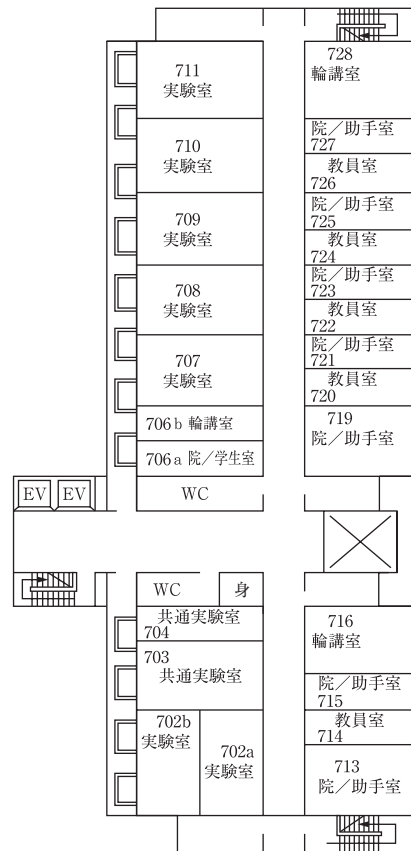 711
実験室
728
輪講室
710
実験室
院／助手室
727
教員室
726
709
実験室
院／助手室
725
教員室
724
708
実験室
院／助手室
723
教員室
722
707
実験室
院／助手室
721
教員室
720
706b 輪講室
719
院／助手室
706a 院／学生室
EV
EV
WC
WC
身
共通実験室
704
716
輪講室
703
共通実験室
院／助手室
715
702b
実験室
教員室
714
702a
実験室
713
院／助手室